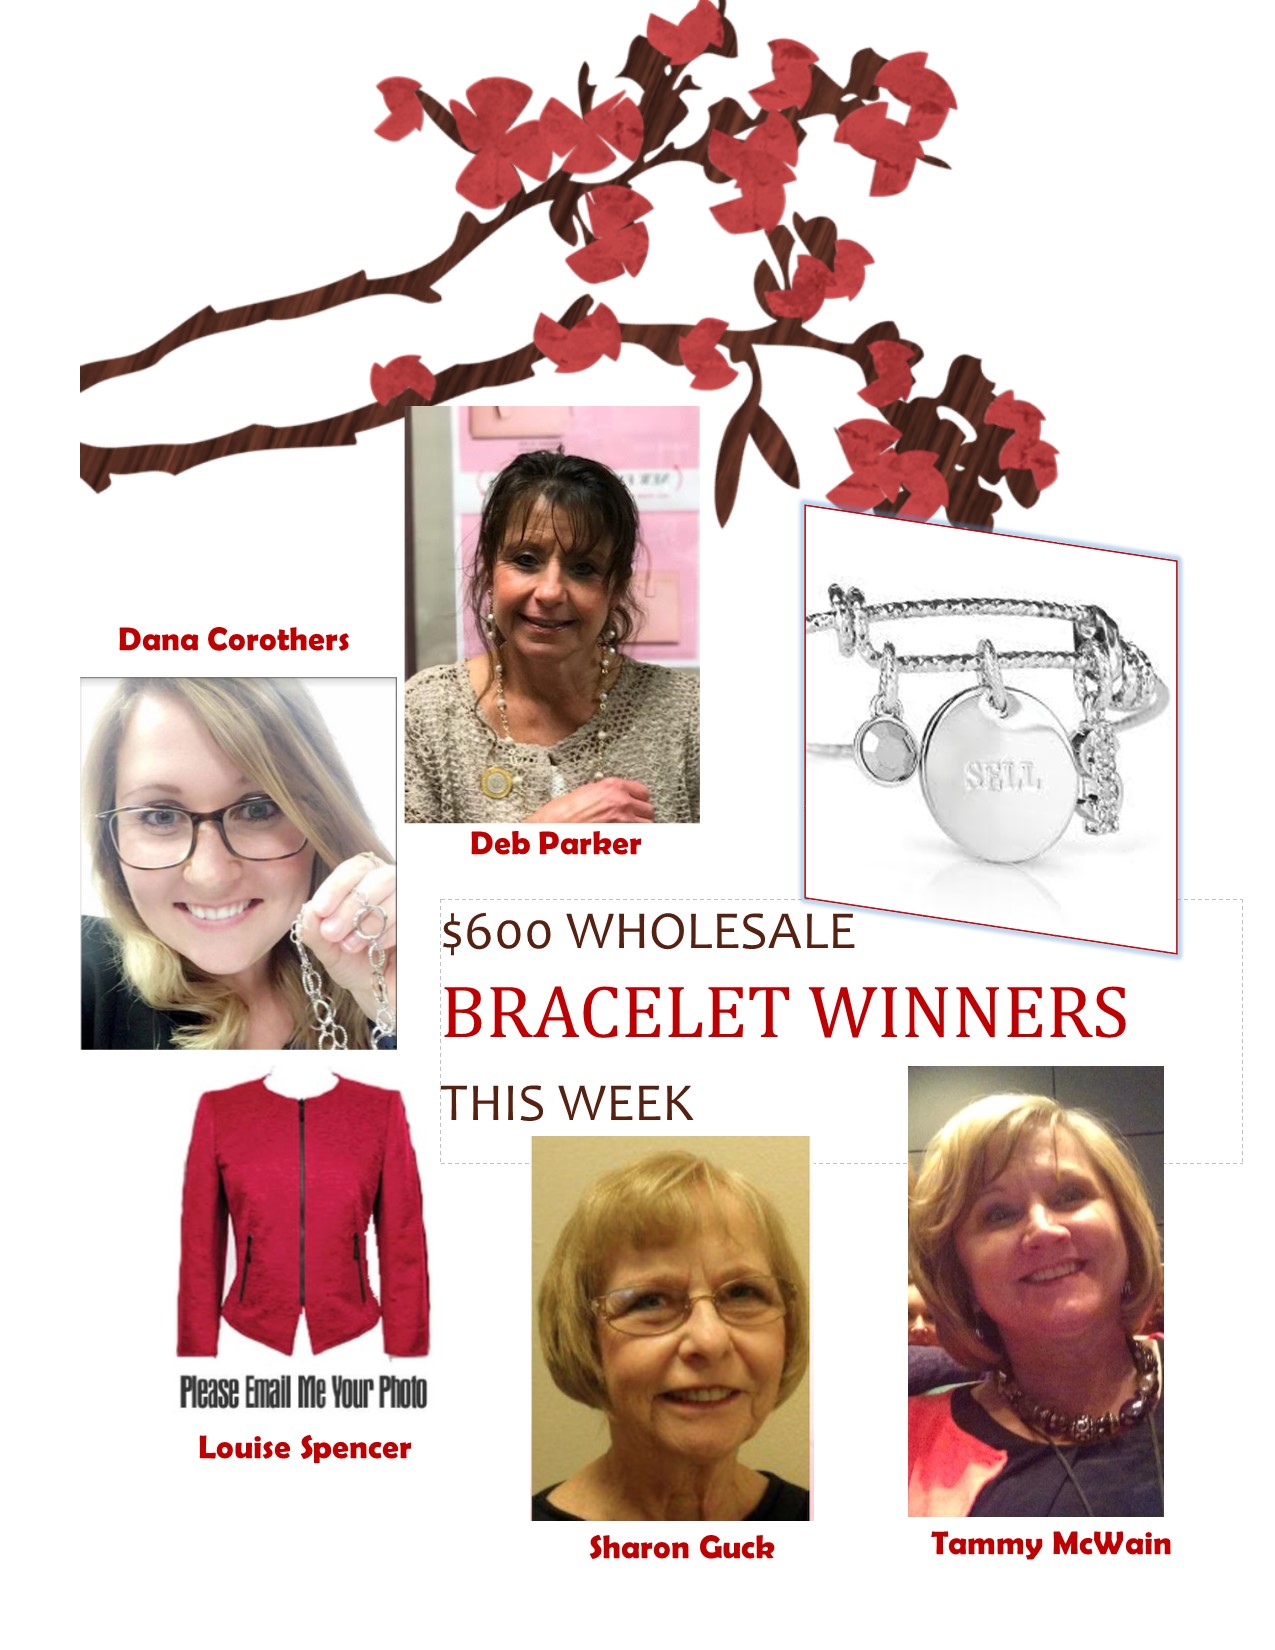 Dana Corothers
Deb Parker
SELL
$600 WHOLESALE
BRACELET WINNERS
THIS WEEK
Please Email Me Your Photo
Louise Spencer
Sharon Guck
Tammy McWain